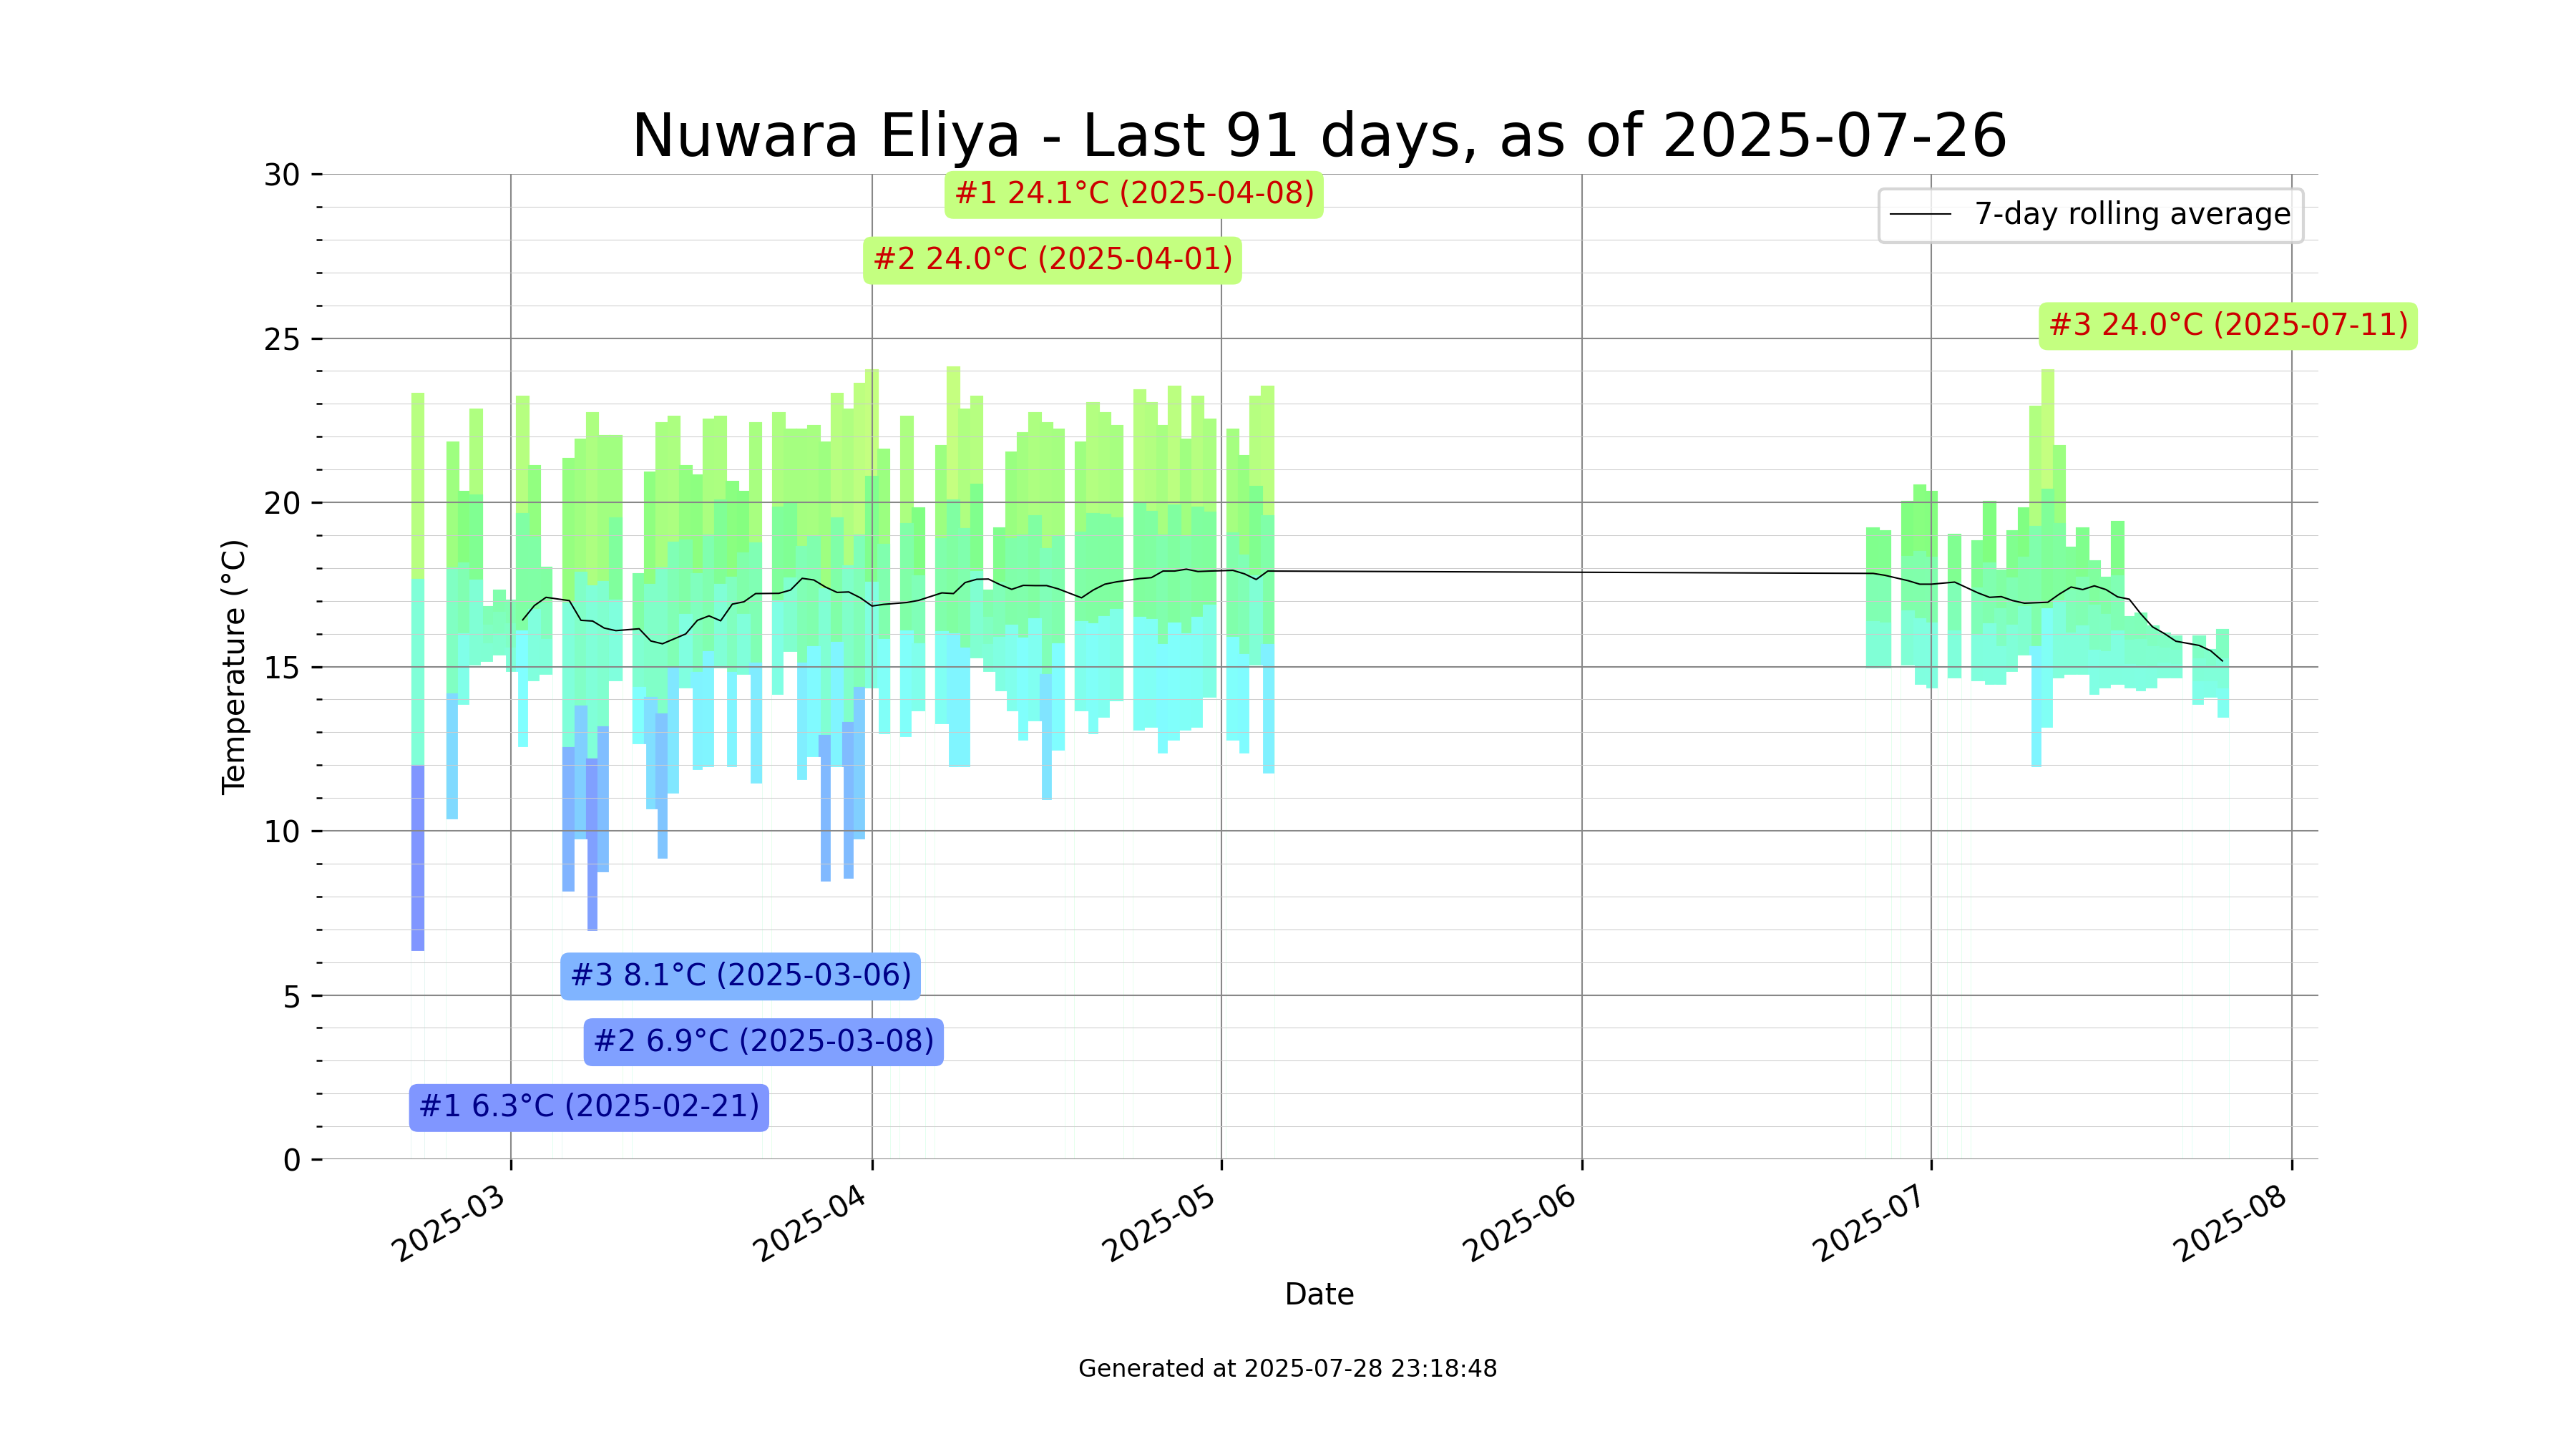 Nuwara Eliya - Last 91 days, as of 2025-07-26
30
25
20
15
10
5
0
Temperature (°C)
#1 24.1°C (2025-04-08)
#2 24.0°C (2025-04-01)
#3 24.0°C (2025-07-11)
7-day rolling average
#3 8.1°C (2025-03-06)
#2 6.9°C (2025-03-08)
#1 6.3°C (2025-02-21)
2025-03
2025-04
2025-05
2025-06
2025-07
2025-08
Date
Generated at 2025-07-28 23:18:48